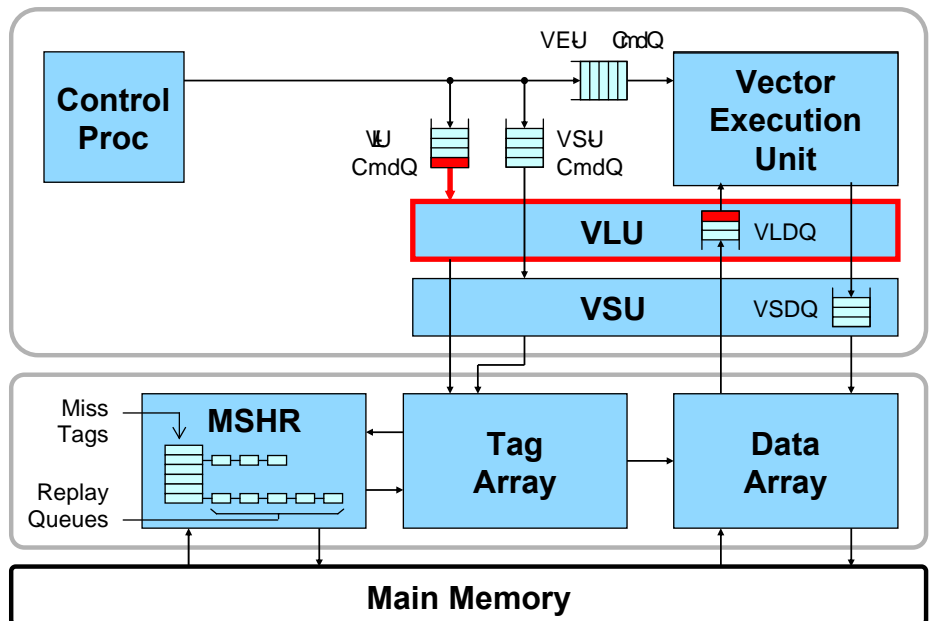 VEU CmdQ
Control
Proc
Vector
Execution
Unit
VLU
CmdQ
VSU
CmdQ
VLU
VLDQ
VSU
VSDQ
Miss
Tags
MSHR
Tag
Array
Data
Array
Replay
Queues
Main Memory